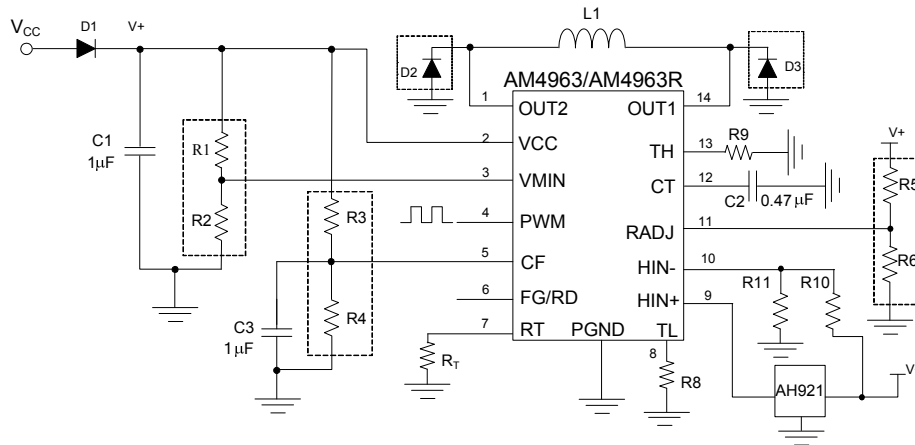 L1
VCC
D1
V+
D2
D3
AM4963/AM4963R
1
OUT2
OUT1
14
2
VCC
TH
13
R9
V+
C1
1µF
R1
3
VMIN
CT
12
C2
0.47 µF
R5
R2
R3
4
PWM
RADJ
11
5
CF
HIN-
10
R6
R11
R10
6
FG/RD
HIN+
9
C3
1µF
R4
7
RT
PGND
TL
8
RT
R8
AH921
V